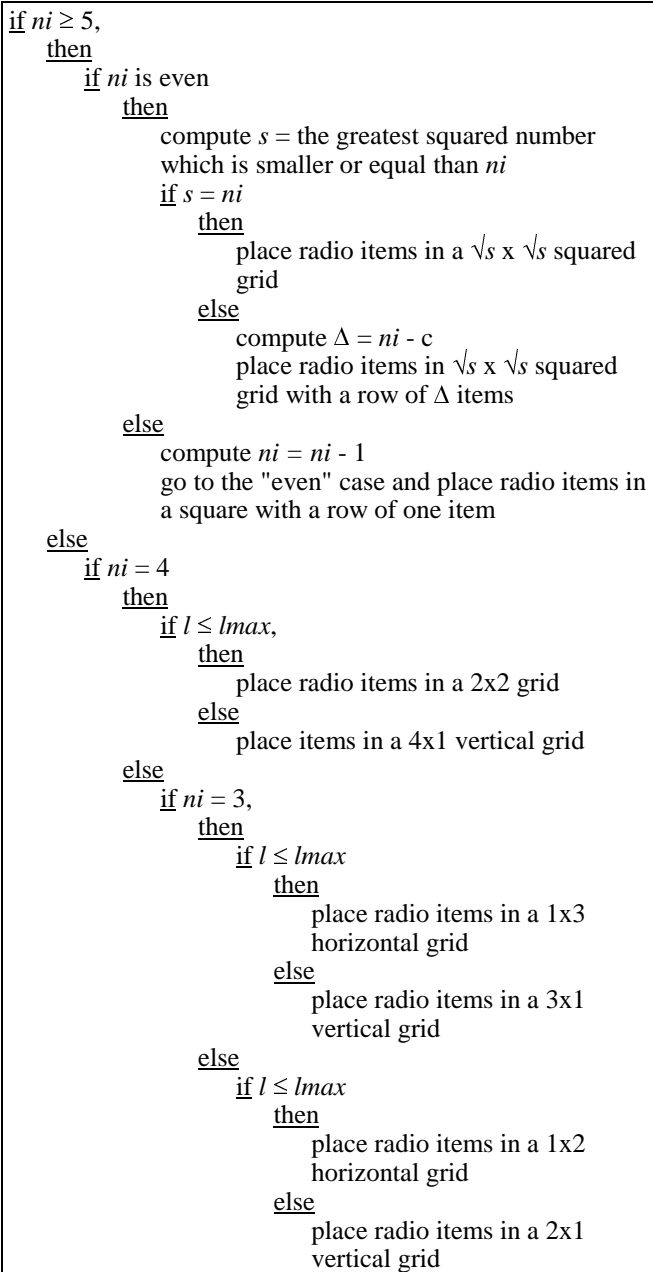 if ni ≥ 5,
then
if ni is even
then
compute s = the greatest squared number
which is smaller or equal than ni
if s = ni
then
place radio items in a √s x √s squared
grid
else
compute Δ = ni - c
place radio items in √s x √s squared
grid with a row of Δ items
else
compute ni = ni - 1
go to the "even" case and place radio items in
a square with a row of one item
else
if ni = 4
then
if l ≤ lmax,
then
place radio items in a 2x2 grid
else
place items in a 4x1 vertical grid
else
if ni = 3,
then
if l ≤ lmax
then
place radio items in a 1x3
horizontal grid
else
place radio items in a 3x1
vertical grid
else
if l ≤ lmax
then
place radio items in a 1x2
horizontal grid
else
place radio items in a 2x1
vertical grid